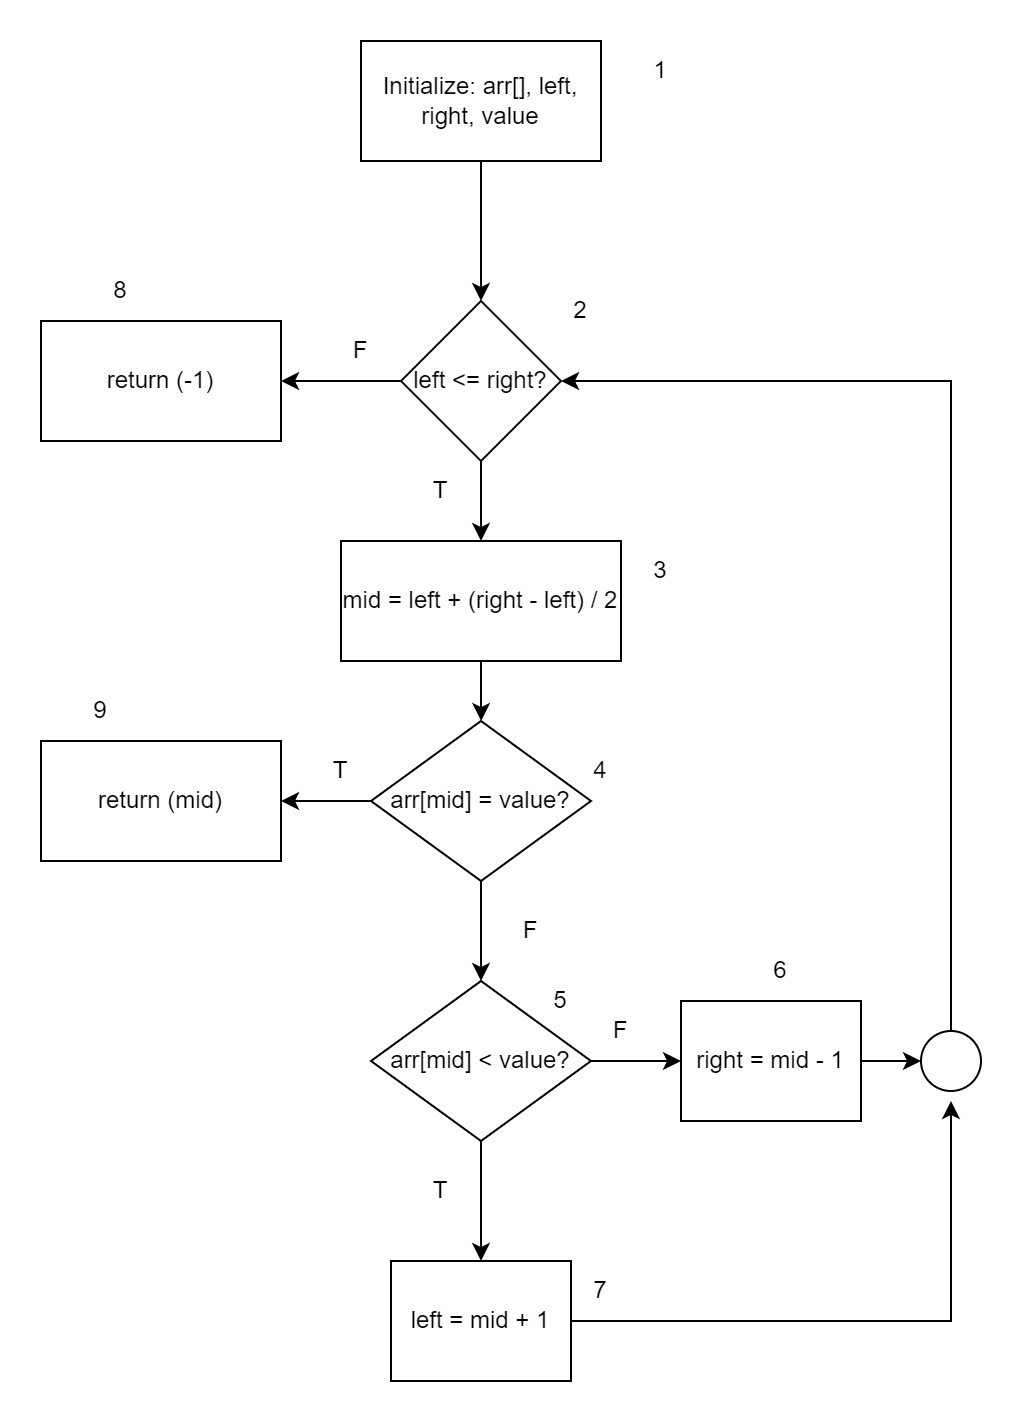 Initialize: arr[], left,
right, value
1
8
2
return (-1)
F
left <= right?
T
mid = left + (right - left) / 2
3
9
return (mid)
T
arr[mid] = value?
4
F
5
arr[mid] < value?
F
6
right = mid - 1
T
left = mid + 1
7